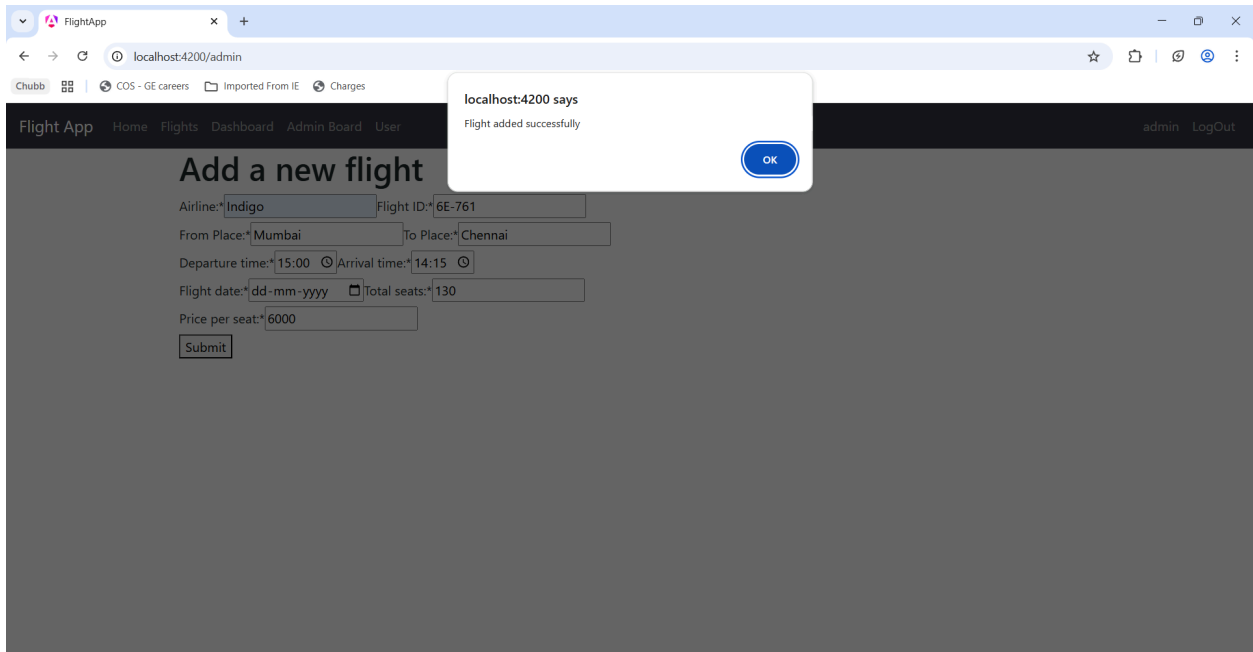 FlightApp
localhost:4200/admin
Chubb COS - GE careers Imported From IE Charges
localhost:4200 says
Flight added successfully
OK
Flight App Home Flights Dashboard Admin Board User admin LogOut
Add a new flight
Airline:* Indigo Flight ID:* 6E-761
From Place:* Mumbai To Place:* Chennai
Departure time:* 15:00 Arrival time:* 14:15
Flight date:* dd-mm-yyyy Total seats:* 130
Price per seat:* 6000
Submit